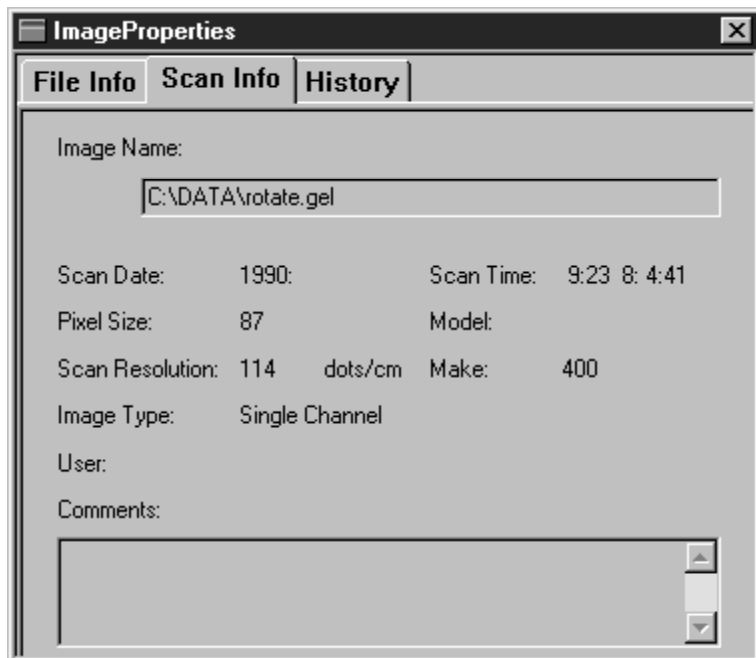 ImageProperties
File Info Scan Info History
Image Name:
C:\DATA\rotate.gel
Scan Date: 1990: Scan Time: 9:23 8: 4:41
Pixel Size: 87 Model:
Scan Resolution: 114 dots/cm Make: 400
Image Type: Single Channel
User:
Comments: